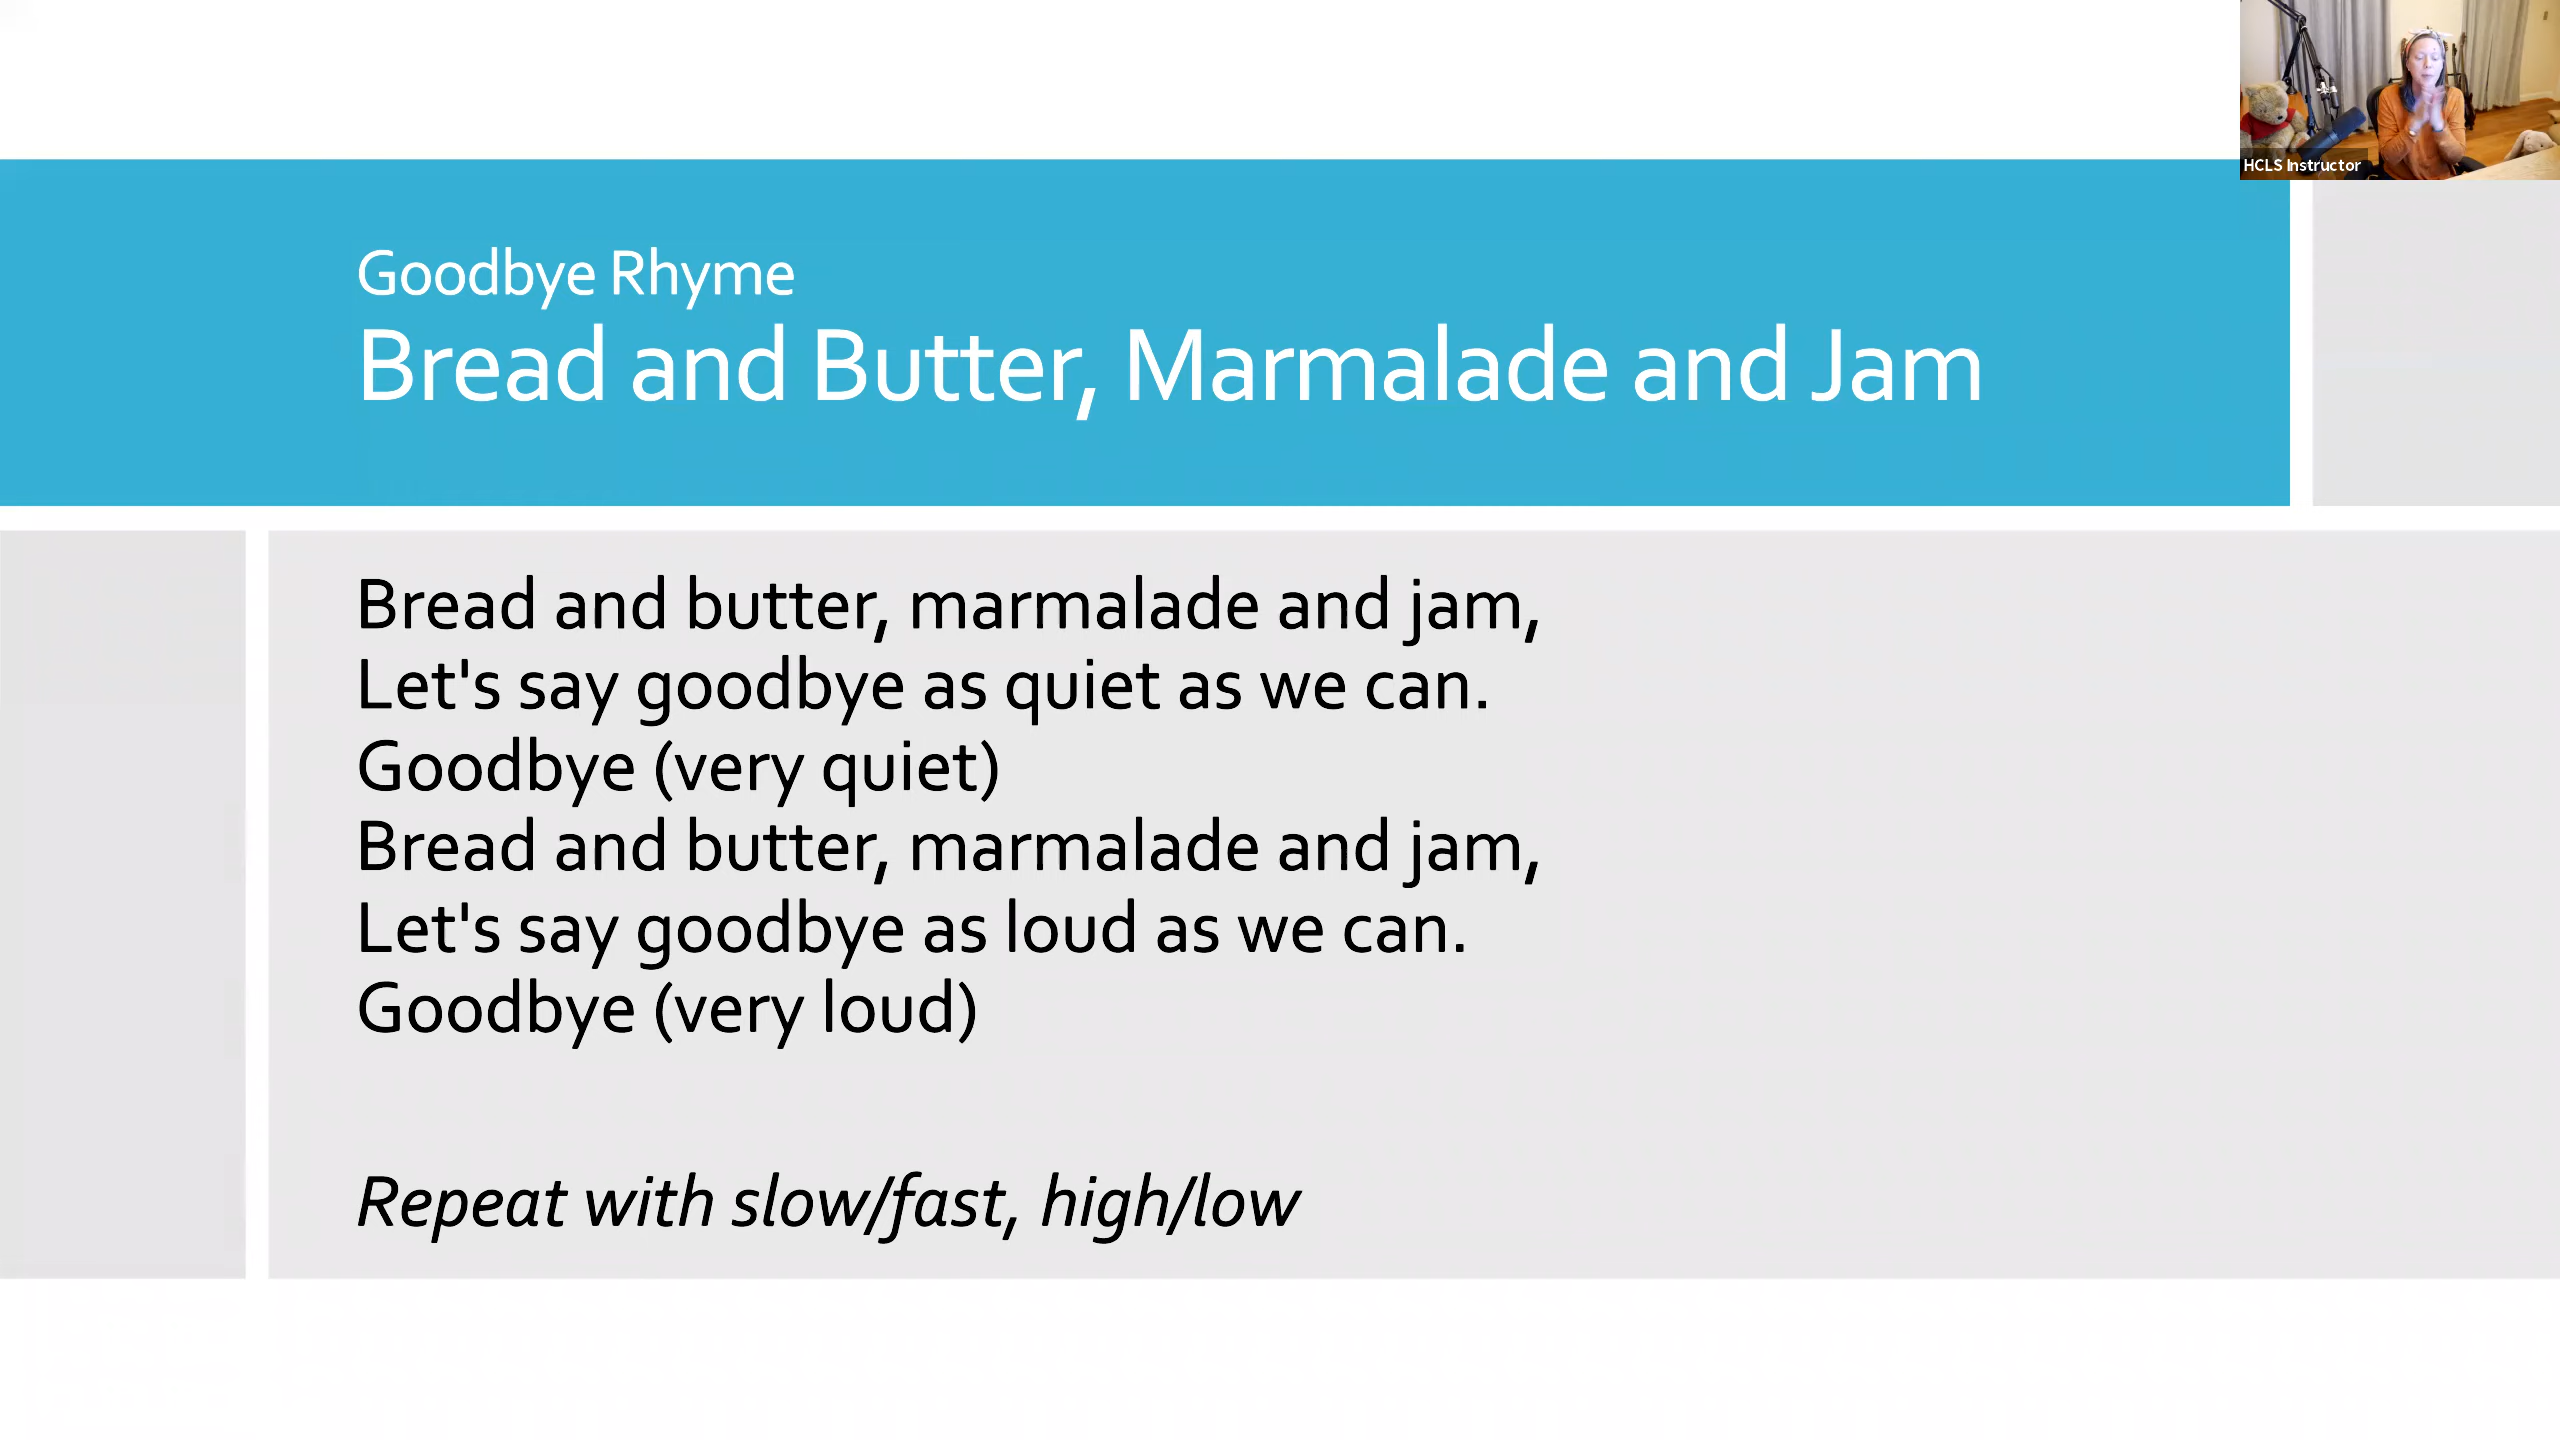 HCLS Instructor
Goodbye Rhyme
Bread and Butter, Marmalade and Jam
Bread and butter, marmalade and jam,
Let's say goodbye as quiet as we can.
Goodbye (very quiet)
Bread and butter, marmalade and jam,
Let's say goodbye as loud as we can.
Goodbye (very loud)
Repeat with slow/fast, high/low